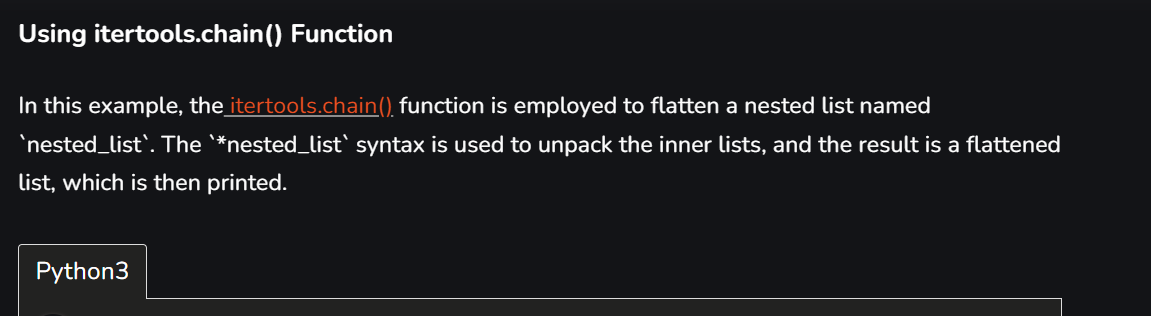 Using itertools.chain() Function
In this example, the itertools.chain() function is employed to flatten a nested list named
`nested_list`. The `*nested_list` syntax is used to unpack the inner lists, and the result is a flattened
list, which is then printed.
Python3